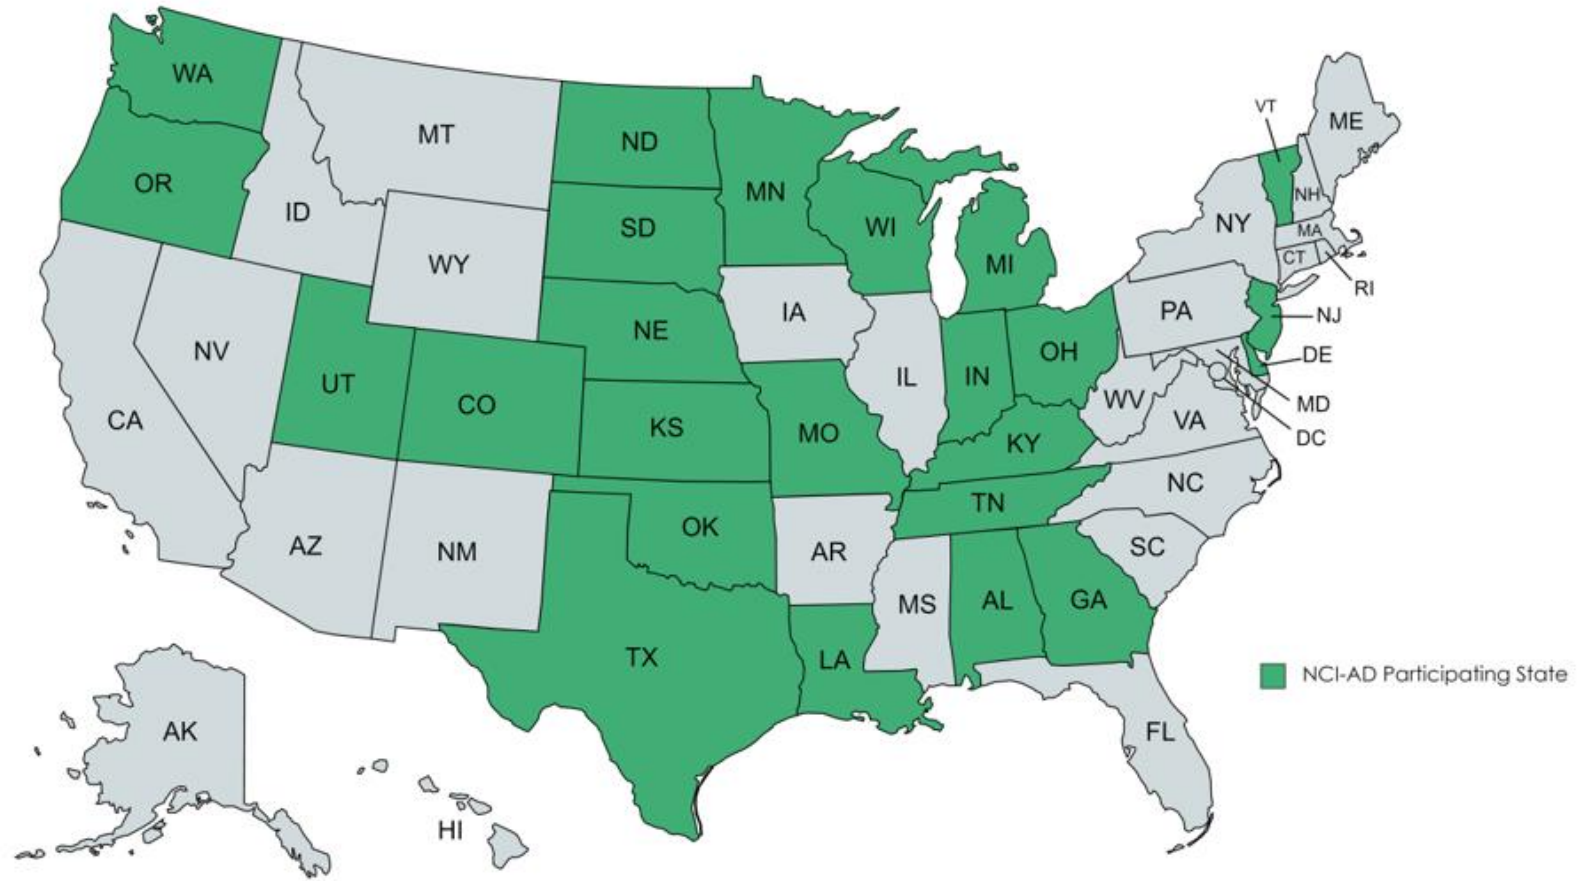 WA
VT
ME
MT
ND
OR
MN
NH
ID
SD
WI
NY
MA
CT
WY
MI
RI
IA
PA
NJ
NE
NV
OH
DE
UT
IL
IN
CO
WV
MD
CA
KS
MO
VA
DC
KY
NC
TN
OK
AZ
NM
AR
SC
MS
AL
GA
TX
LA
NCI-AD Participating State
AK
FL
HI